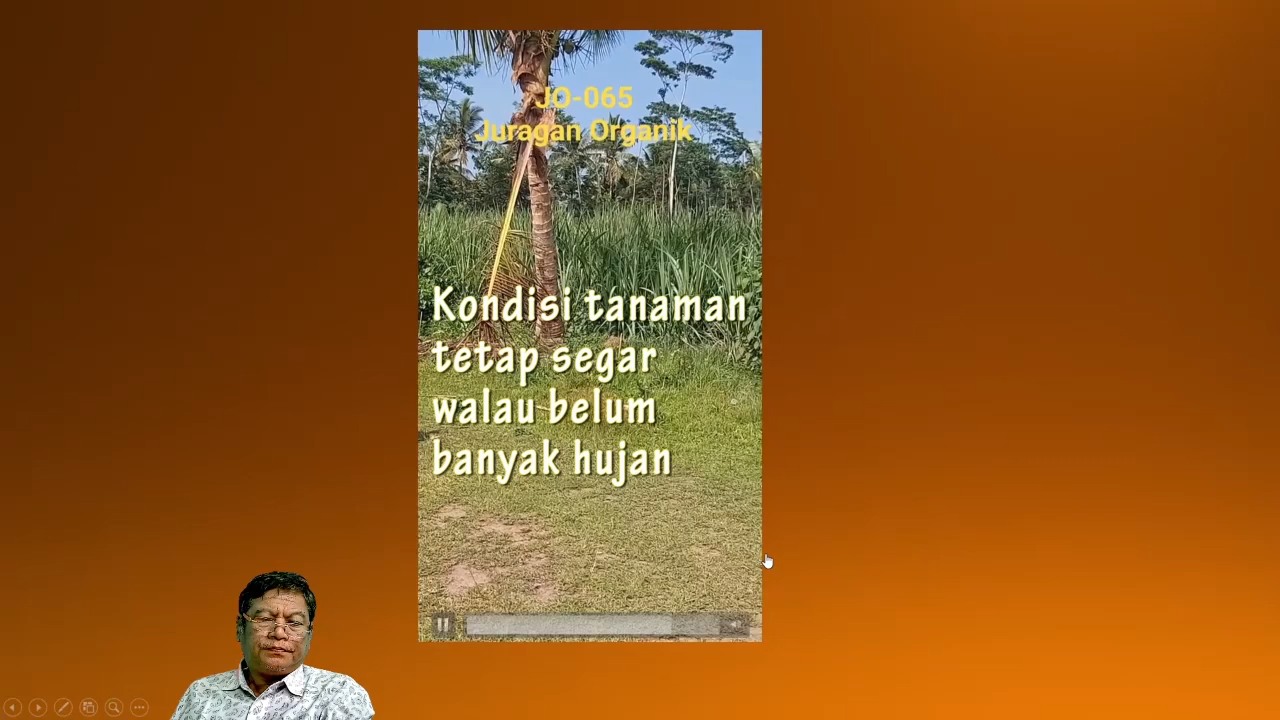 JO-065
Juragan Organik
Kondisi tanaman
tetap segar
walau belum
banyak hujan